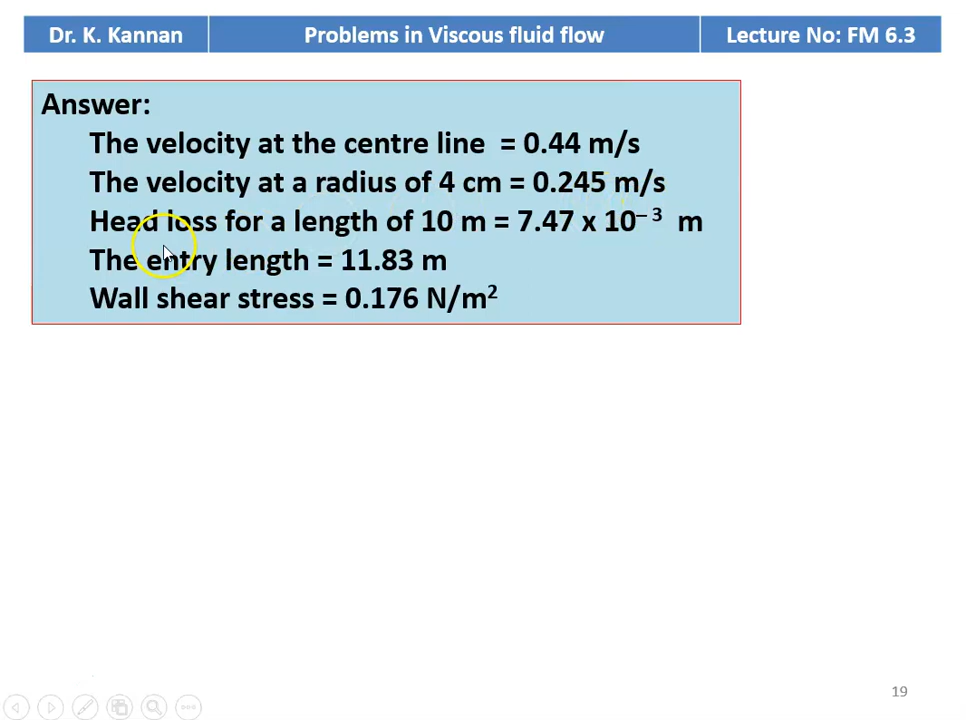 Dr. K. Kannan
Problems in Viscous fluid flow
Lecture No: FM 6.3
Answer:
The velocity at the centre line = 0.44 m/s
The velocity at a radius of 4 cm = 0.245 m/s
Head loss for a length of 10 m = 7.47 x 10⁻³ m
The entry length = 11.83 m
Wall shear stress = 0.176 N/m²
19